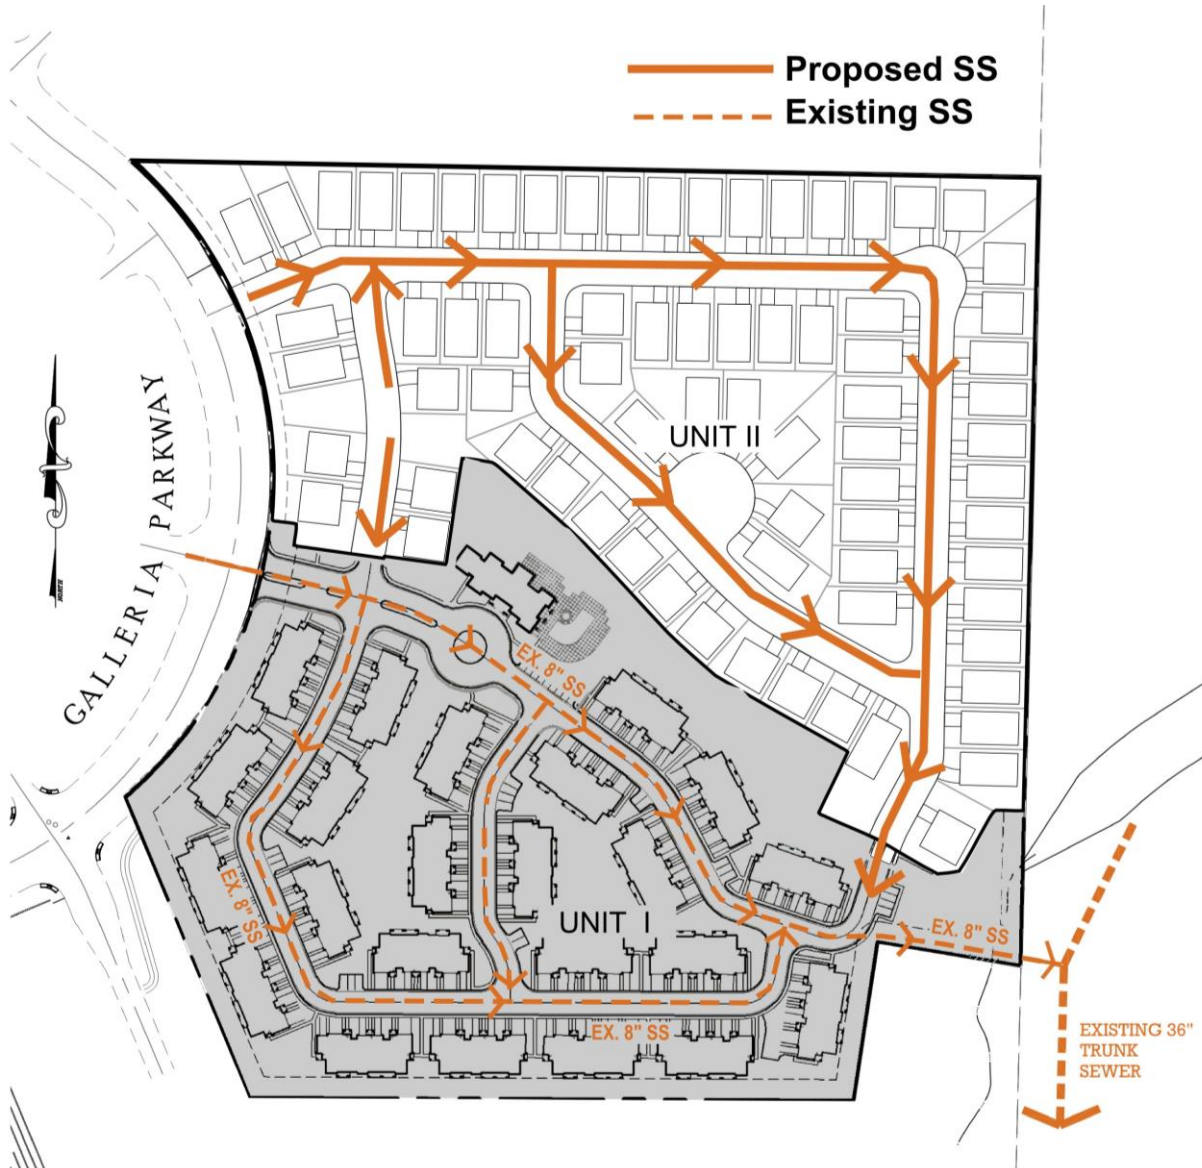 Proposed SS
Existing SS
GALLERIA PARKWAY
NORTH
UNIT II
EX. 8" SS
EX. 8" SS
UNIT I
EX. 8" SS
EX. 8" SS
EXISTING 36"
TRUNK
SEWER